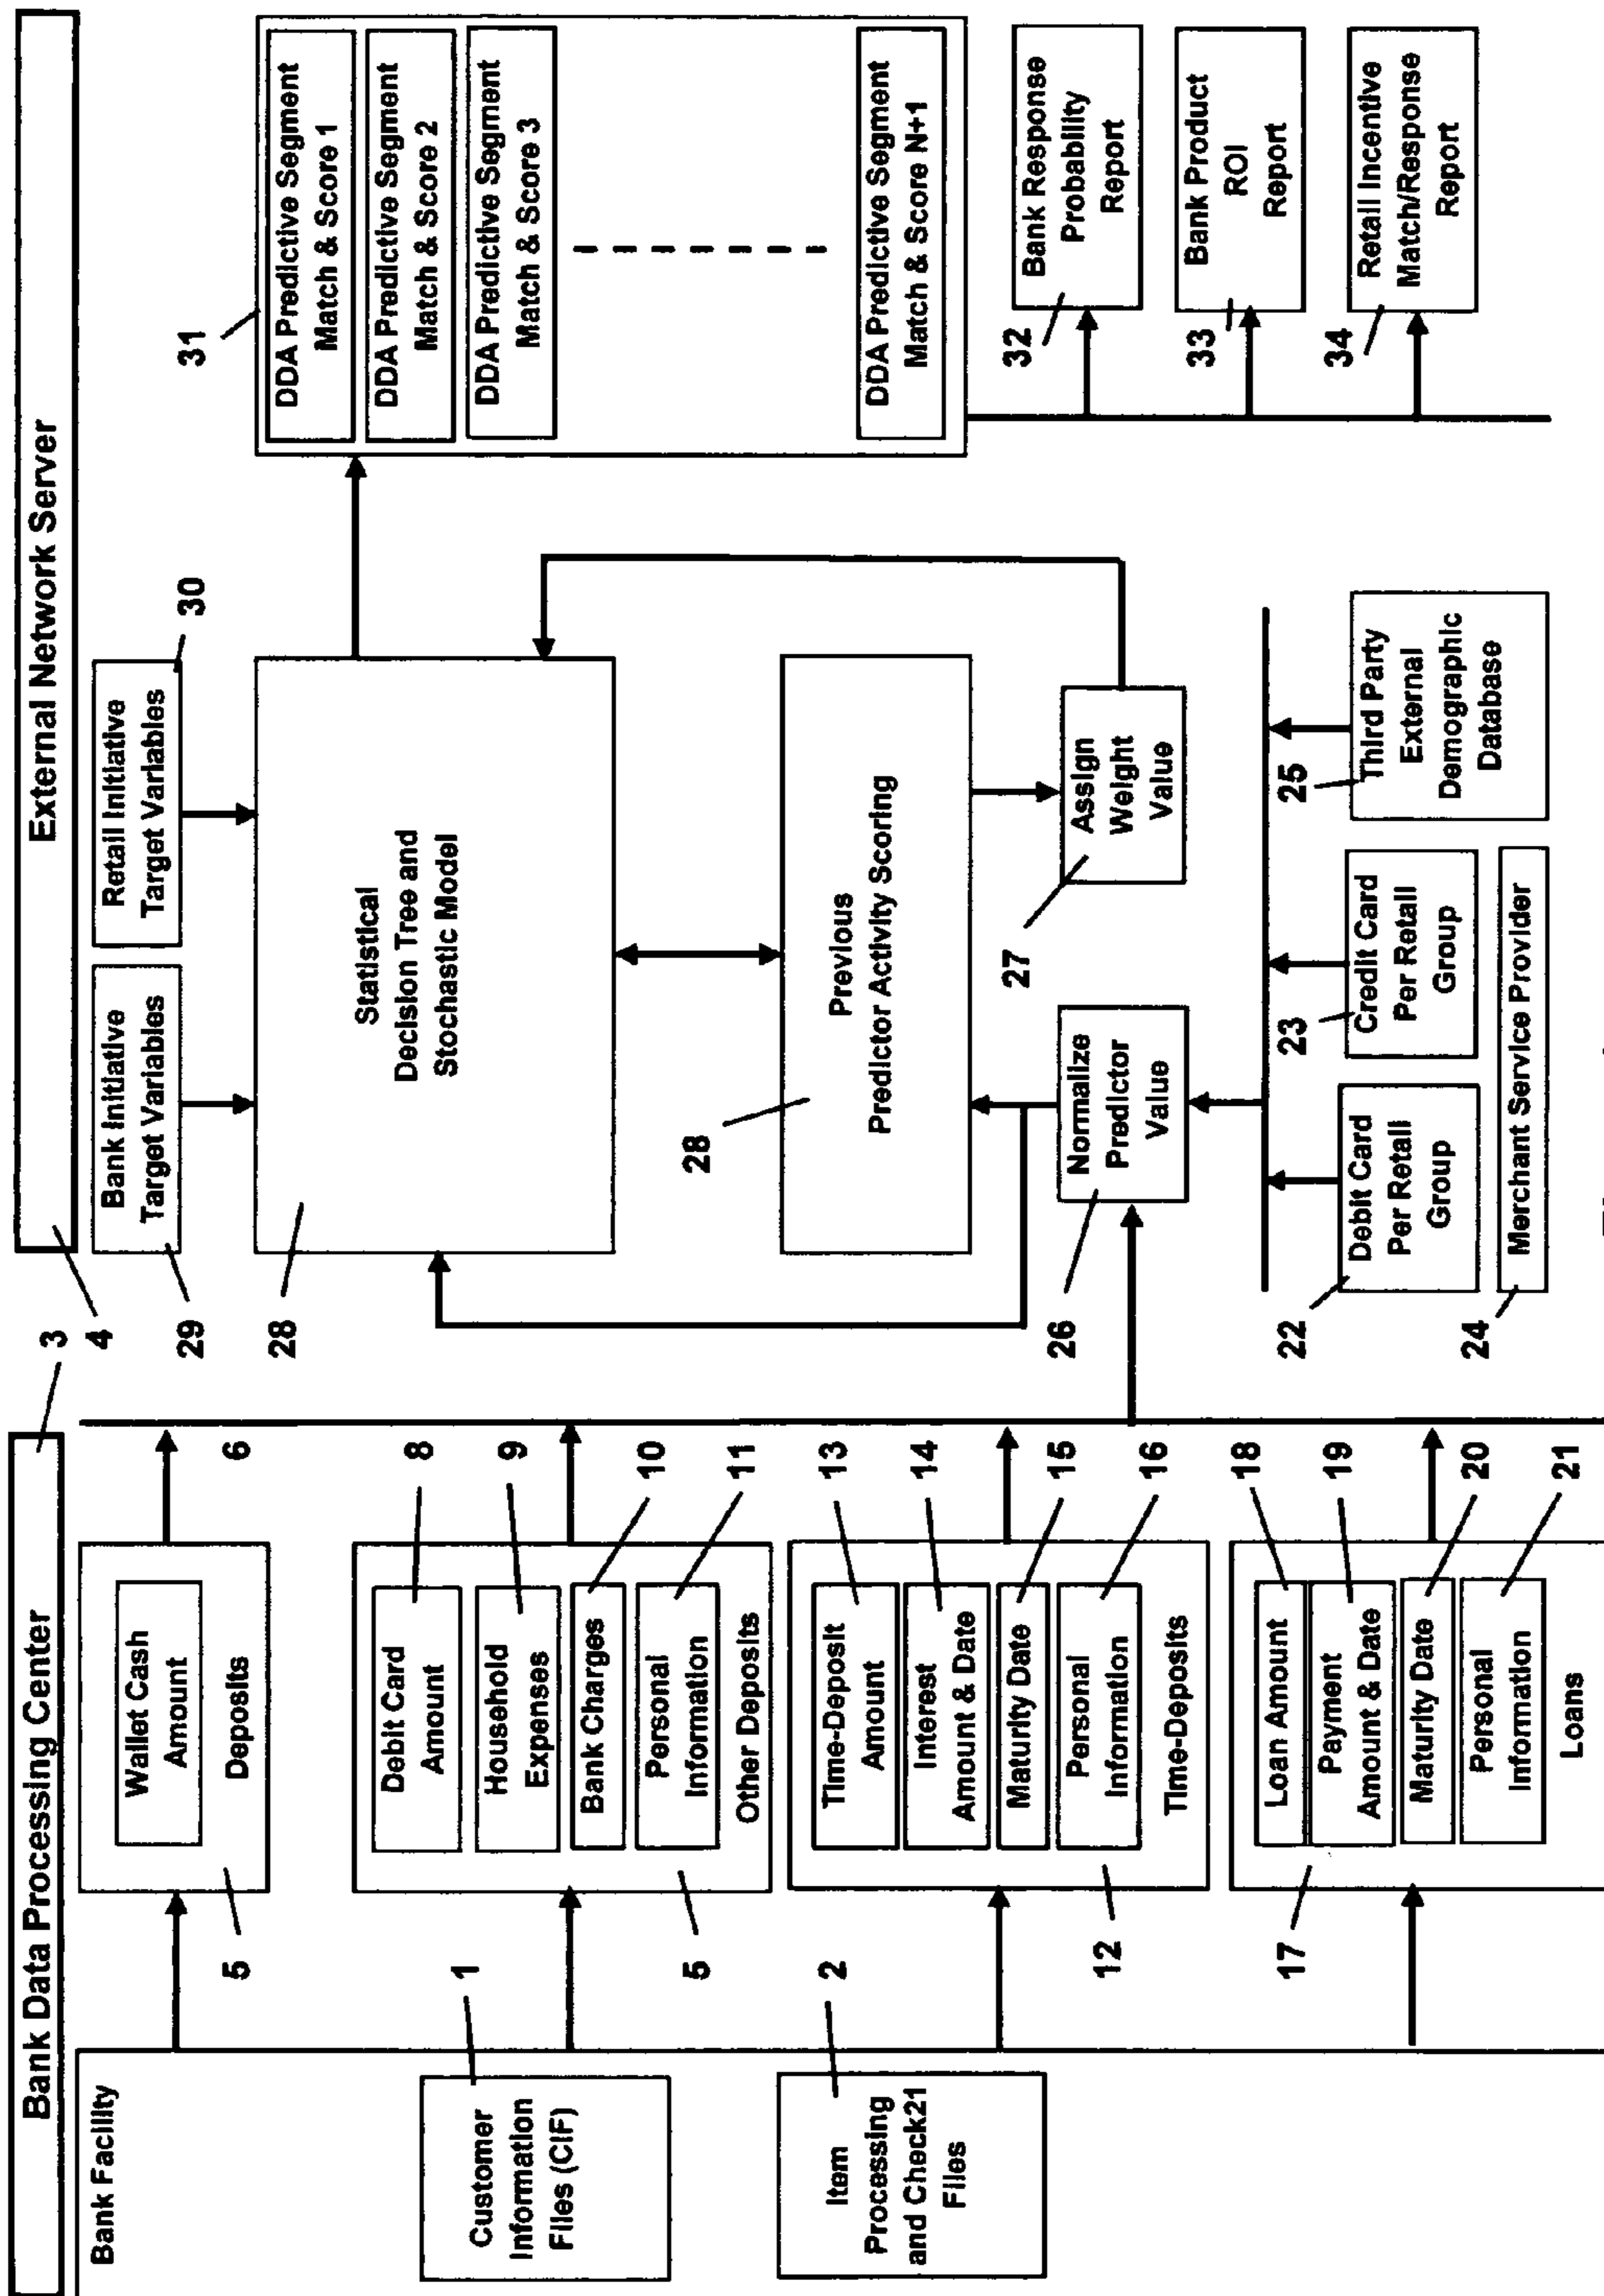 Bank Data Processing Center
3
External Network Server
4
Bank Facility
Customer
Information
Files (CIF)
1
Item
Processing
and Check21
Files
2
Wallet Cash
Amount
Deposits
5
6
Debit Card
Amount
8
Household
Expenses
9
Bank Charges
10
Personal
Information
11
Other Deposits
5
Time-Deposit
Amount
13
Interest
Amount & Date
14
Maturity Date
15
Personal
Information
16
Time-Deposits
12
Loan Amount
18
Payment
Amount & Date
19
Maturity Date
20
Personal
Information
21
Loans
17
Bank Initiative
Target Variables
29
Retail Initiative
Target Variables
30
Statistical
Decision Tree and
Stochastic Model
28
Previous
Predictor Activity Scoring
28
Normalize
Predictor
Value
26
Assign
Weight
Value
27
Debit Card
Per Retail
Group
22
Credit Card
Per Retail
Group
23
Merchant Service Provider
24
Third Party
External
Demographic
Database
25
31
DDA Predictive Segment
Match & Score 1
DDA Predictive Segment
Match & Score 2
DDA Predictive Segment
Match & Score 3
DDA Predictive Segment
Match & Score N+1
Bank Response
Probability
Report
32
Bank Product
ROI
Report
33
Retail Incentive
Match/Response
Report
34